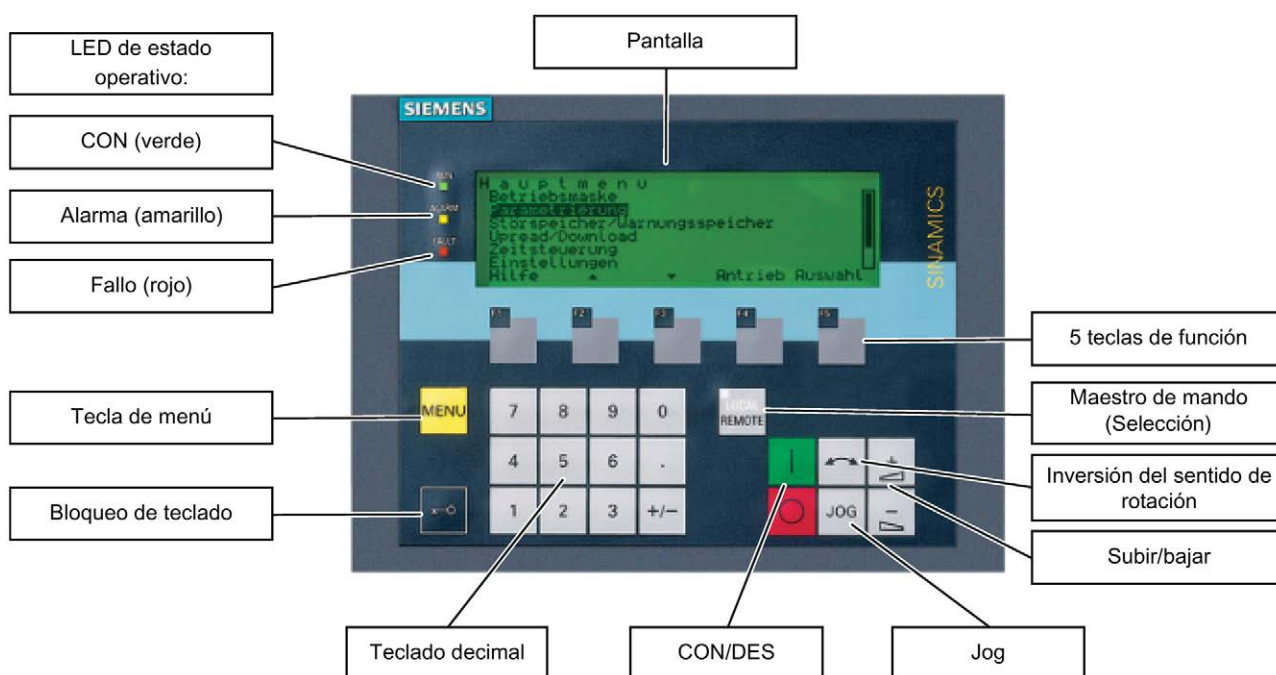 LED de estado
operativo:
Pantalla
CON (verde)
Alarma (amarillo)
Fallo (rojo)
SIEMENS
RUN
ALARM
FAULT
Hauptmenü
Betriebsmaske
Parametrierung
Störspeicher/Warnungsspeicher
Upread/Download
Zeitsteuerung
Einstellungen
Hilfe Antrieb Auswahl
SINAMICS
F1 F2 F3 F4 F5
5 teclas de función
Tecla de menú
MENU
7 8 9 0
LOCAL
REMOTE
Maestro de mando
(Selección)
4 5 6 .
+
Inversión del sentido de
rotación
Bloqueo de teclado
1 2 3 +/-
JOG
-
Subir/bajar
Teclado decimal
CON/DES
Jog